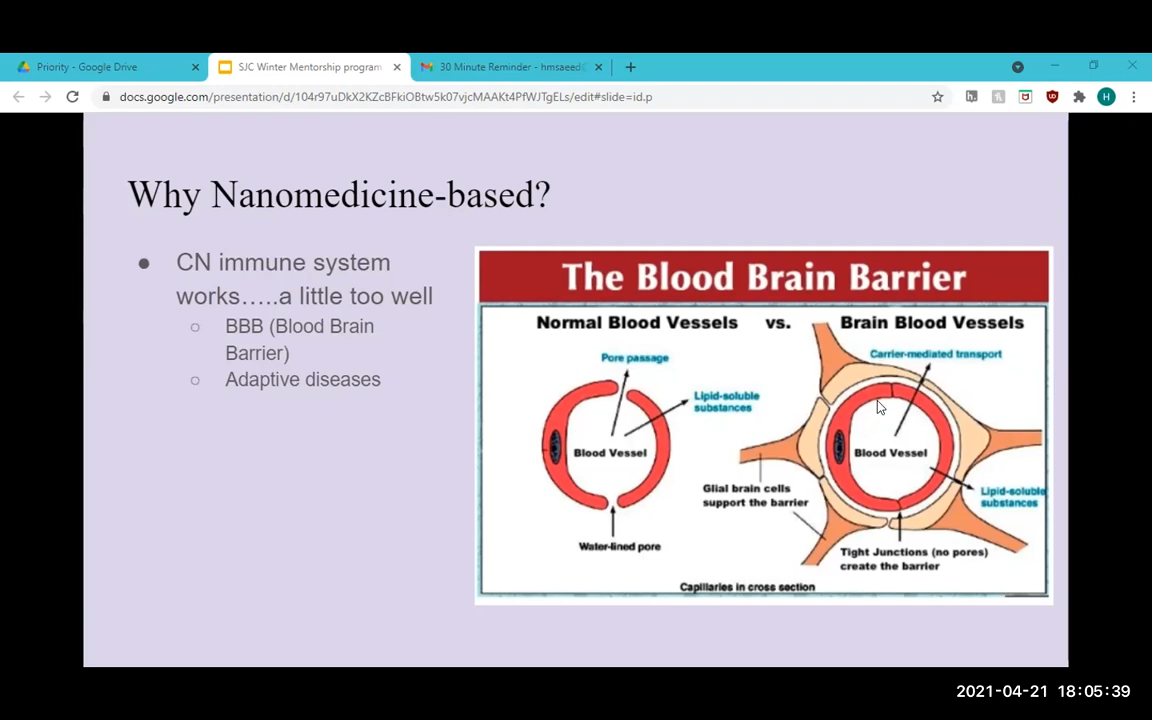 Priority - Google Drive
SJC Winter Mentorship program
30 Minute Reminder - hmsaeed
docs.google.com/presentation/d/104r97uDkX2KZcBFkiOBtw5k07vjcMAAKt4PfWJTgELs/edit#slide=id.p
H
Why Nanomedicine-based?
● CN immune system
works.....a little too well
○ BBB (Blood Brain
Barrier)
○ Adaptive diseases
The Blood Brain Barrier
Normal Blood Vessels vs. Brain Blood Vessels
Pore passage
Lipid-soluble
substances
Blood Vessel
Water-lined pore
Carrier-mediated transport
Blood Vessel
Glial brain cells
support the barrier
Lipid-soluble
substances
Tight Junctions (no pores)
create the barrier
Capillaries in cross section
2021-04-21 18:05:39